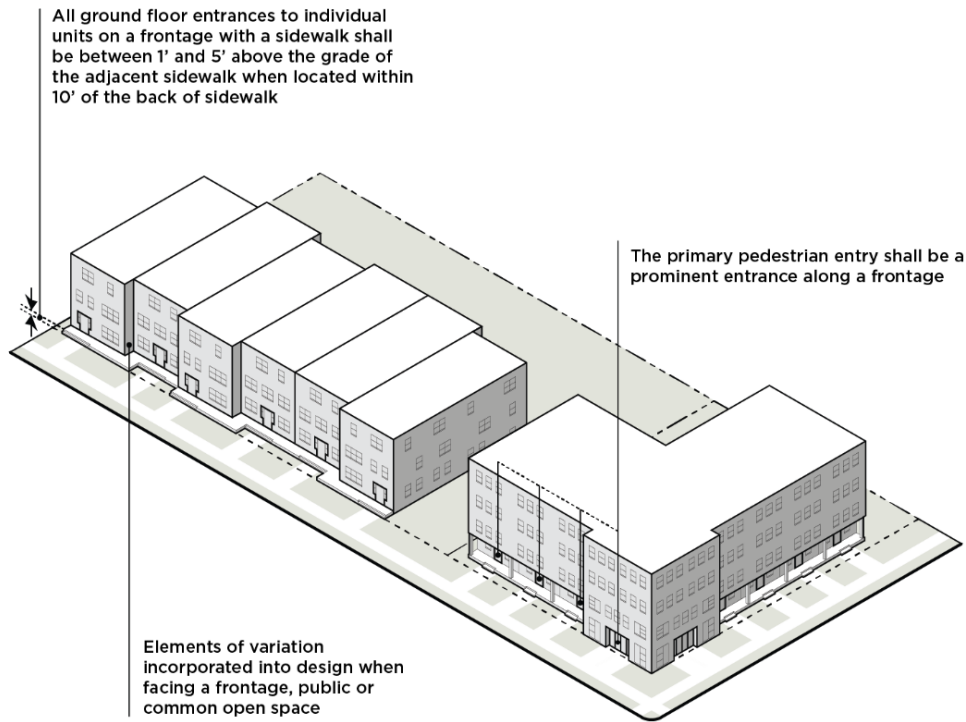 All ground floor entrances to individual
units on a frontage with a sidewalk shall
be between 1’ and 5’ above the grade of
the adjacent sidewalk when located within
10’ of the back of sidewalk
The primary pedestrian entry shall be a
prominent entrance along a frontage
Elements of variation
incorporated into design when
facing a frontage, public or
common open space